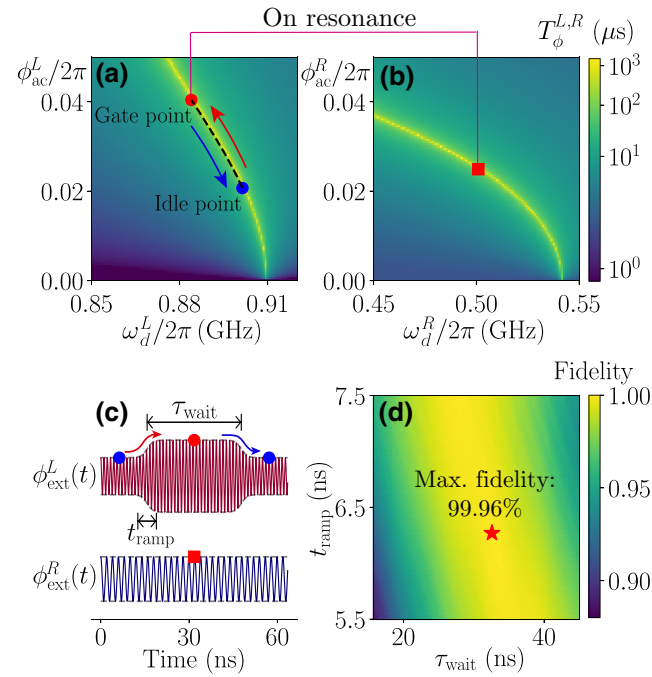 On resonance
T_ϕ^{L,R} (μs)
(a)
ϕ_ac^L/2π
0.04
0.02
0.00
Gate point
Idle point
0.85
0.88
0.91
ω_d^L/2π (GHz)
(b)
ϕ_ac^R/2π
0.04
0.02
0.00
0.45
0.50
0.55
ω_d^R/2π (GHz)
10^3
10^2
10^1
10^0
(c)
τ_wait
ϕ_ext^L(t)
t_ramp
ϕ_ext^R(t)
0
30
60
Time (ns)
(d)
Fidelity
7.5
6.5
5.5
t_ramp (ns)
Max. fidelity:
99.96%
20
40
τ_wait (ns)
1.00
0.95
0.90